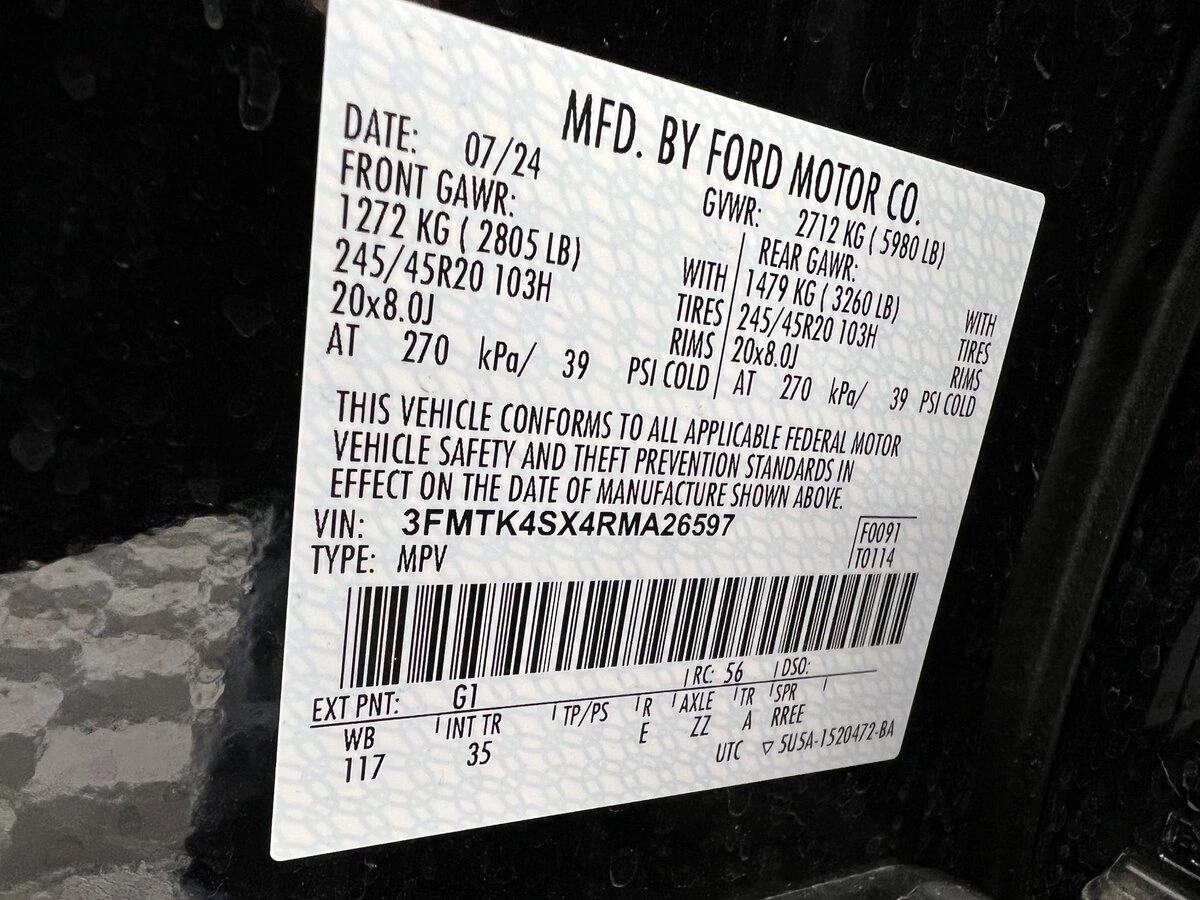 MFD. BY FORD MOTOR CO.
DATE: 07/24 GVWR: 2712 KG ( 5980 LB)
FRONT GAWR: REAR GAWR:
1272 KG ( 2805 LB) WITH 1479 KG ( 3260 LB) WITH
245/45R20 103H TIRES 245/45R20 103H TIRES
20x8.0J RIMS 20x8.0J RIMS
AT 270 kPa/ 39 PSI COLD AT 270 kPa/ 39 PSI COLD
THIS VEHICLE CONFORMS TO ALL APPLICABLE FEDERAL MOTOR
VEHICLE SAFETY AND THEFT PREVENTION STANDARDS IN
EFFECT ON THE DATE OF MANUFACTURE SHOWN ABOVE.
VIN: 3FMTK4SX4RMA26597 F0091
TYPE: MPV T0114
EXT PNT: G1 RC: 56 DSO:
WB INT TR TP/PS R AXLE TR SPR
117 35 E ZZ A RREE
UTC ▽ 5U5A-1520472-BA